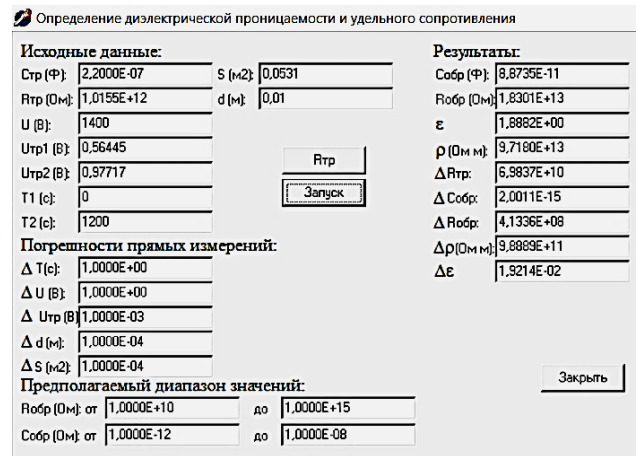 Определение диэлектрической проницаемости и удельного сопротивления
Исходные данные:
Стр (Ф): 2,2000E-07 S (м2): 0,0531
Rтр (Ом): 1,0155E+12 d (м): 0,01
U (В): 1400
Uтр1 (В): 0,56445
Uтр2 (В): 0,97717
T1 (с): 0
T2 (с): 1200
Rтр
Запуск
Погрешности прямых измерений:
Δ T(с): 1,0000E+00
Δ U (В): 1,0000E+00
Δ Uтр (В) 1,0000E-03
Δ d (м): 1,0000E-04
Δ S (м2): 1,0000E-04
Предполагаемый диапазон значений:
Rобр (Ом): от 1,0000E+10 до 1,0000E+15
Cобр (Ом): от 1,0000E-12 до 1,0000E-08
Результаты:
Cобр (Ф): 8,8735E-11
Rобр (Ом): 1,8301E+13
ε 1,8882E+00
ρ (Ом м): 9,7180E+13
ΔRтр: 6,9837E+10
Δ Cобр: 2,0011E-15
Δ Rобр: 4,1336E+08
Δρ(Ом м): 9,8889E+11
Δε 1,9214E-02
Закрыть